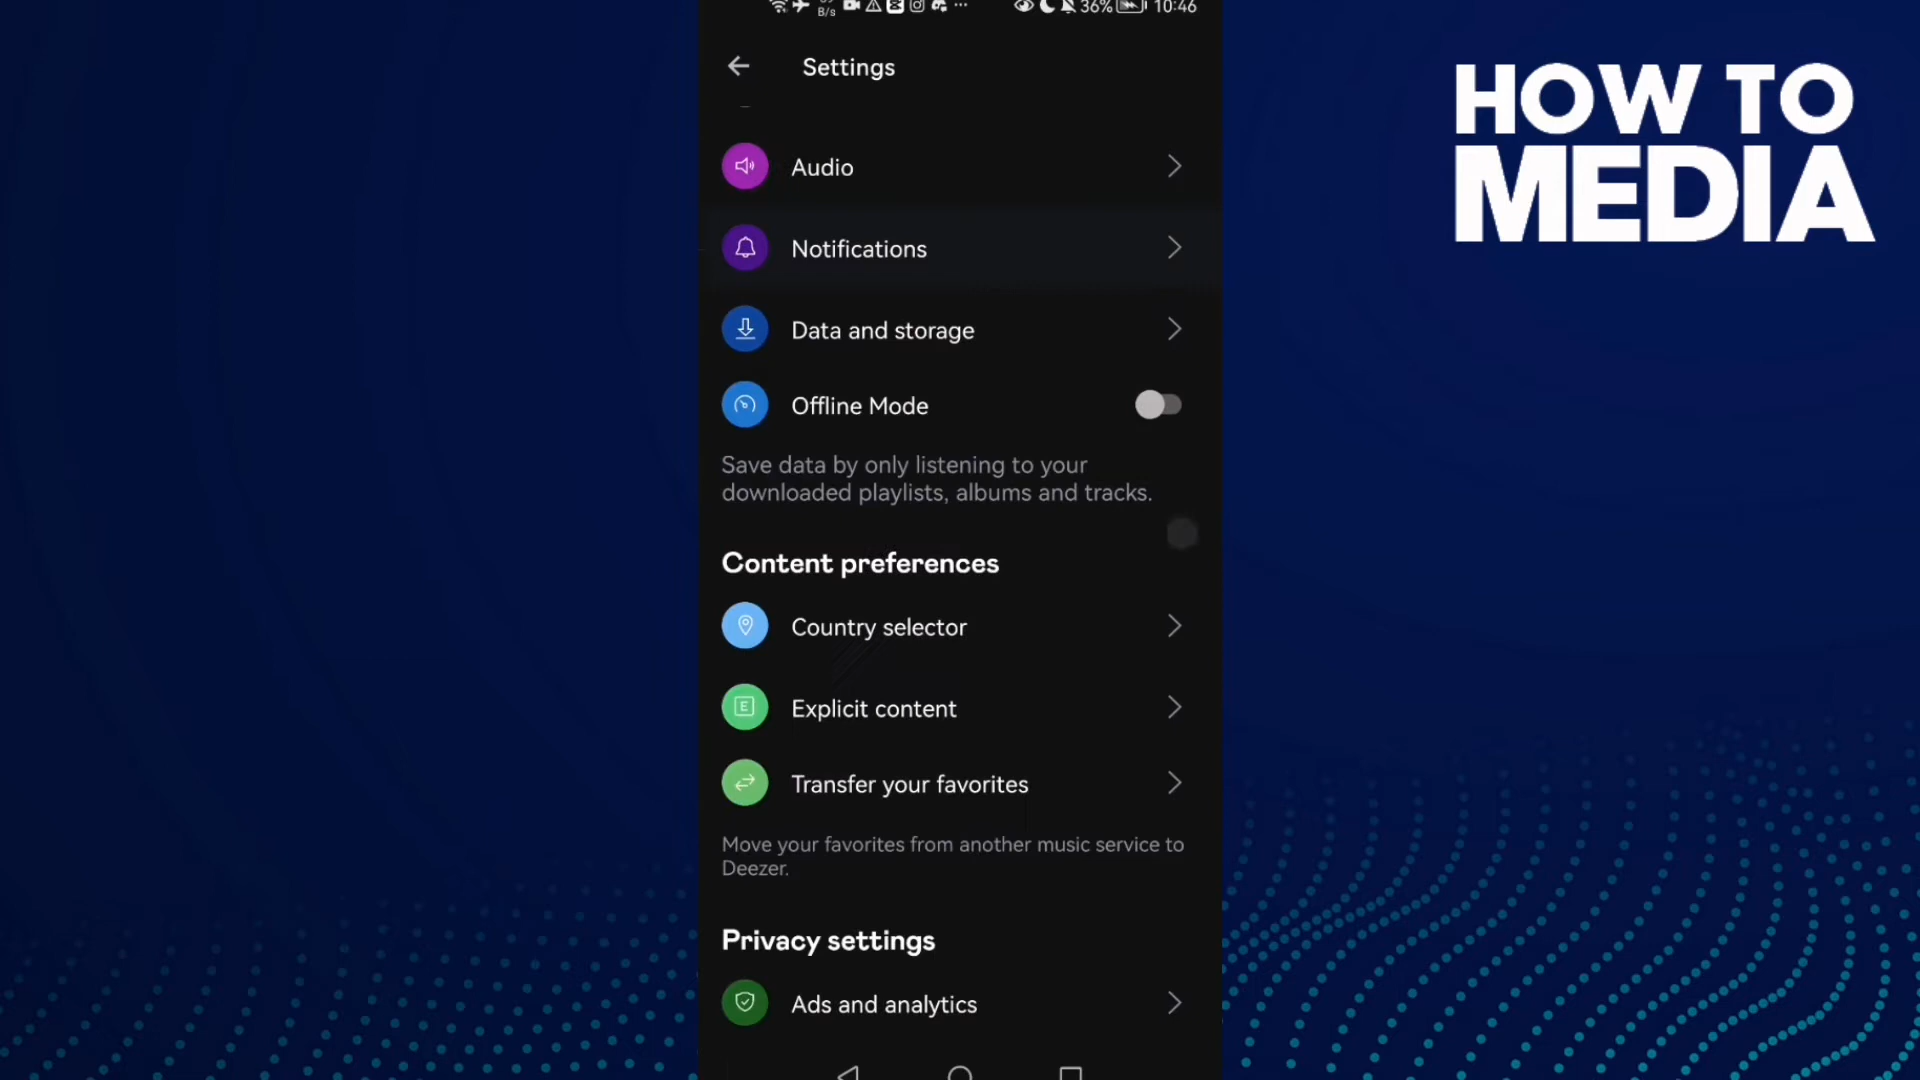 B/s
36%
10:46
Settings
HOW TO
MEDIA
Audio
Notifications
Data and storage
Offline Mode
Save data by only listening to your
downloaded playlists, albums and tracks.
Content preferences
Country selector
E
Explicit content
Transfer your favorites
Move your favorites from another music service to
Deezer.
Privacy settings
Ads and analytics